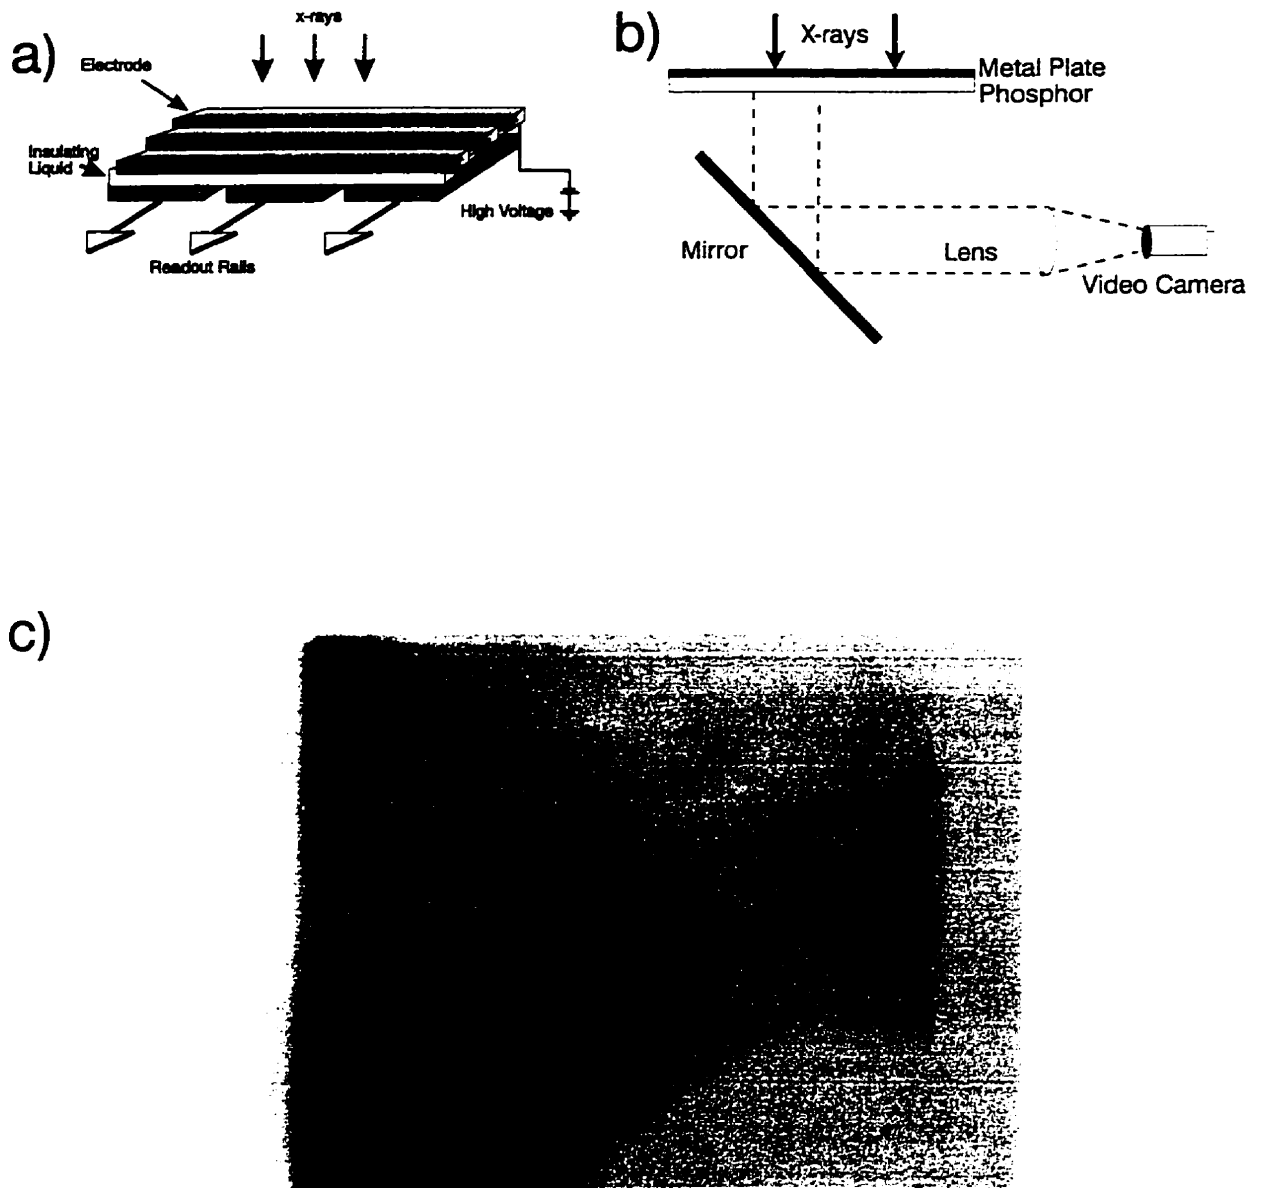 a)
x-rays
Electrode
Insulating
Liquid
High Voltage
Readout Rails
b)
X-rays
Metal Plate
Phosphor
Mirror
Lens
Video Camera
c)